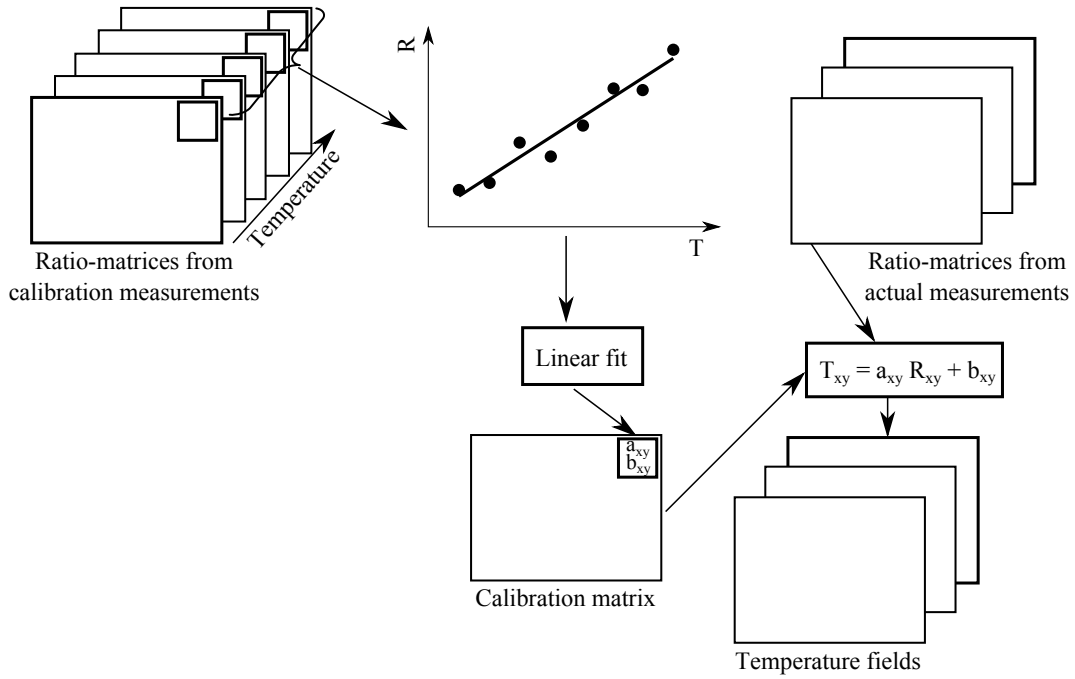 Temperature
Ratio-matrices from
calibration measurements
R
T
Ratio-matrices from
actual measurements
Linear fit
T_xy = a_xy R_xy + b_xy
a_xy
b_xy
Calibration matrix
Temperature fields